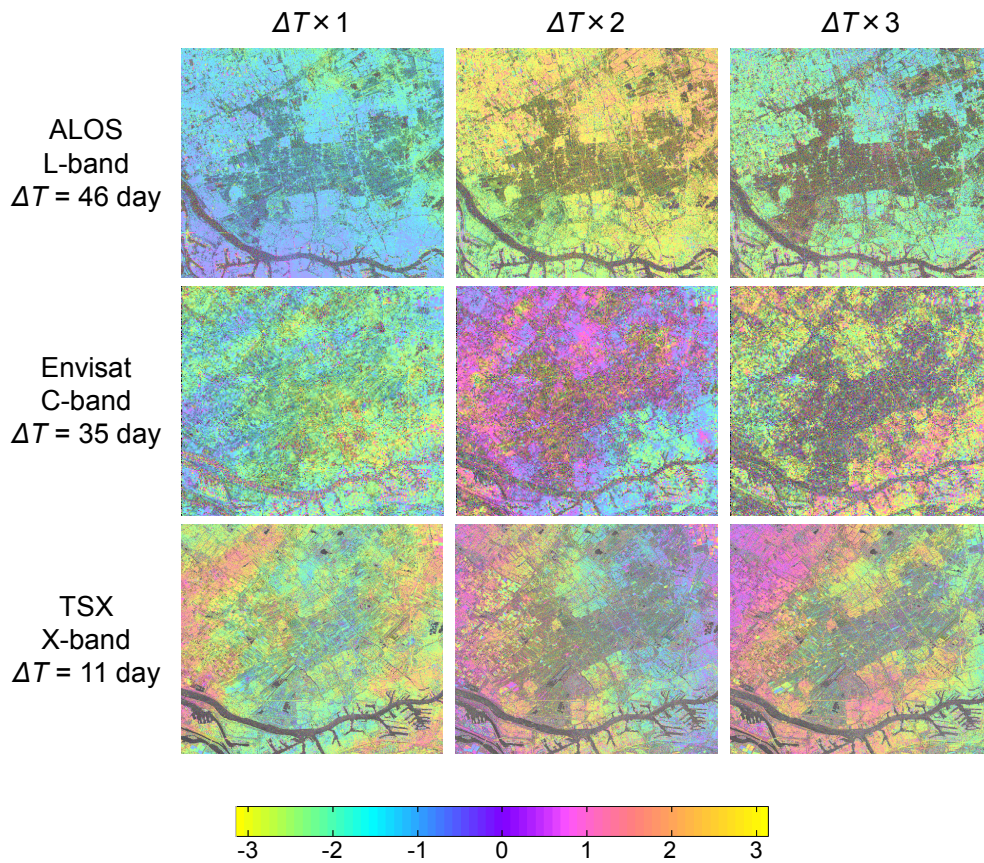 ΔT × 1 ΔT × 2 ΔT × 3
ALOS
L-band
ΔT = 46 day
Envisat
C-band
ΔT = 35 day
TSX
X-band
ΔT = 11 day
-3 -2 -1 0 1 2 3